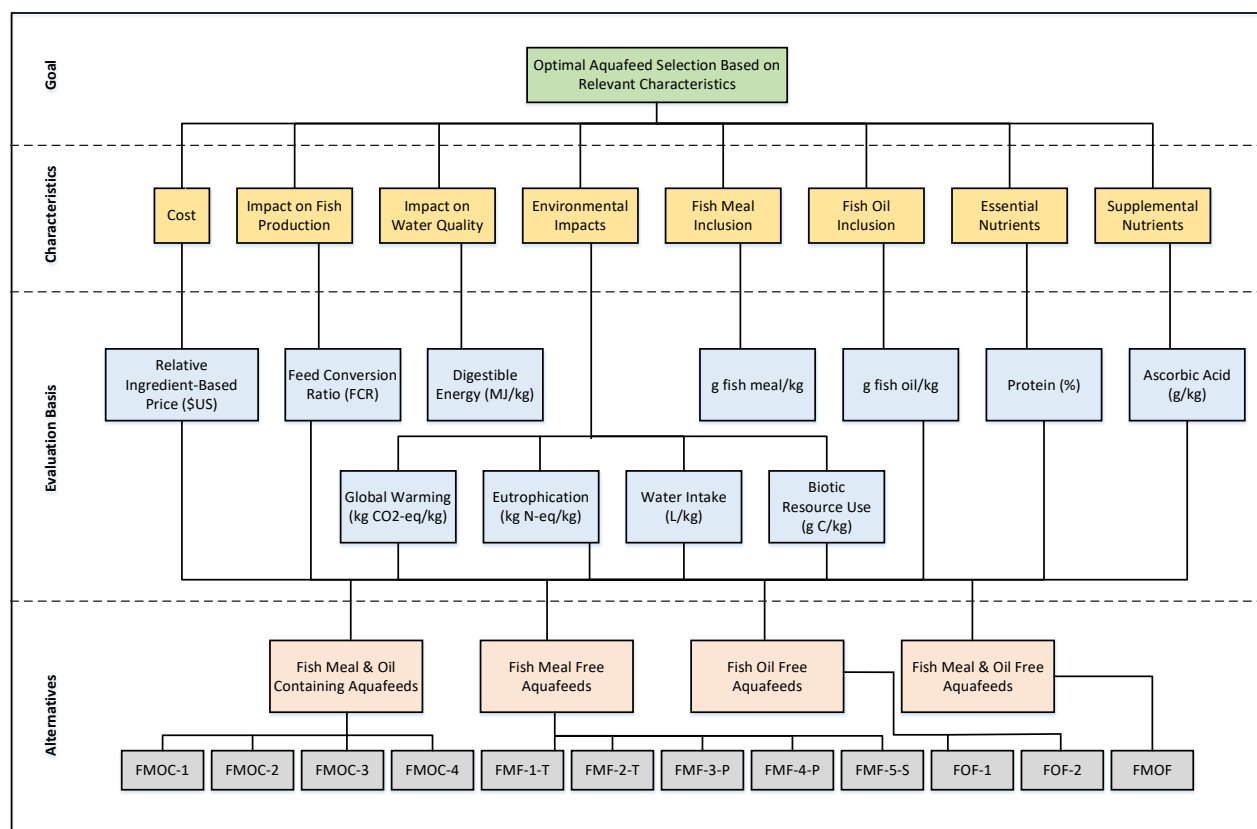 Goal
Optimal Aquafeed Selection Based on
Relevant Characteristics
Characteristics
Cost
Impact on Fish
Production
Impact on
Water Quality
Environmental
Impacts
Fish Meal
Inclusion
Fish Oil
Inclusion
Essential
Nutrients
Supplemental
Nutrients
Evaluation Basis
Relative
Ingredient-Based
Price ($US)
Feed Conversion
Ratio (FCR)
Digestible
Energy (MJ/kg)
g fish meal/kg
g fish oil/kg
Protein (%)
Ascorbic Acid
(g/kg)
Global Warming
(kg CO2-eq/kg)
Eutrophication
(kg N-eq/kg)
Water Intake
(L/kg)
Biotic
Resource Use
(g C/kg)
Alternatives
Fish Meal & Oil
Containing Aquafeeds
Fish Meal Free
Aquafeeds
Fish Oil Free
Aquafeeds
Fish Meal & Oil Free
Aquafeeds
FMOC-1
FMOC-2
FMOC-3
FMOC-4
FMF-1-T
FMF-2-T
FMF-3-P
FMF-4-P
FMF-5-S
FOF-1
FOF-2
FMOF